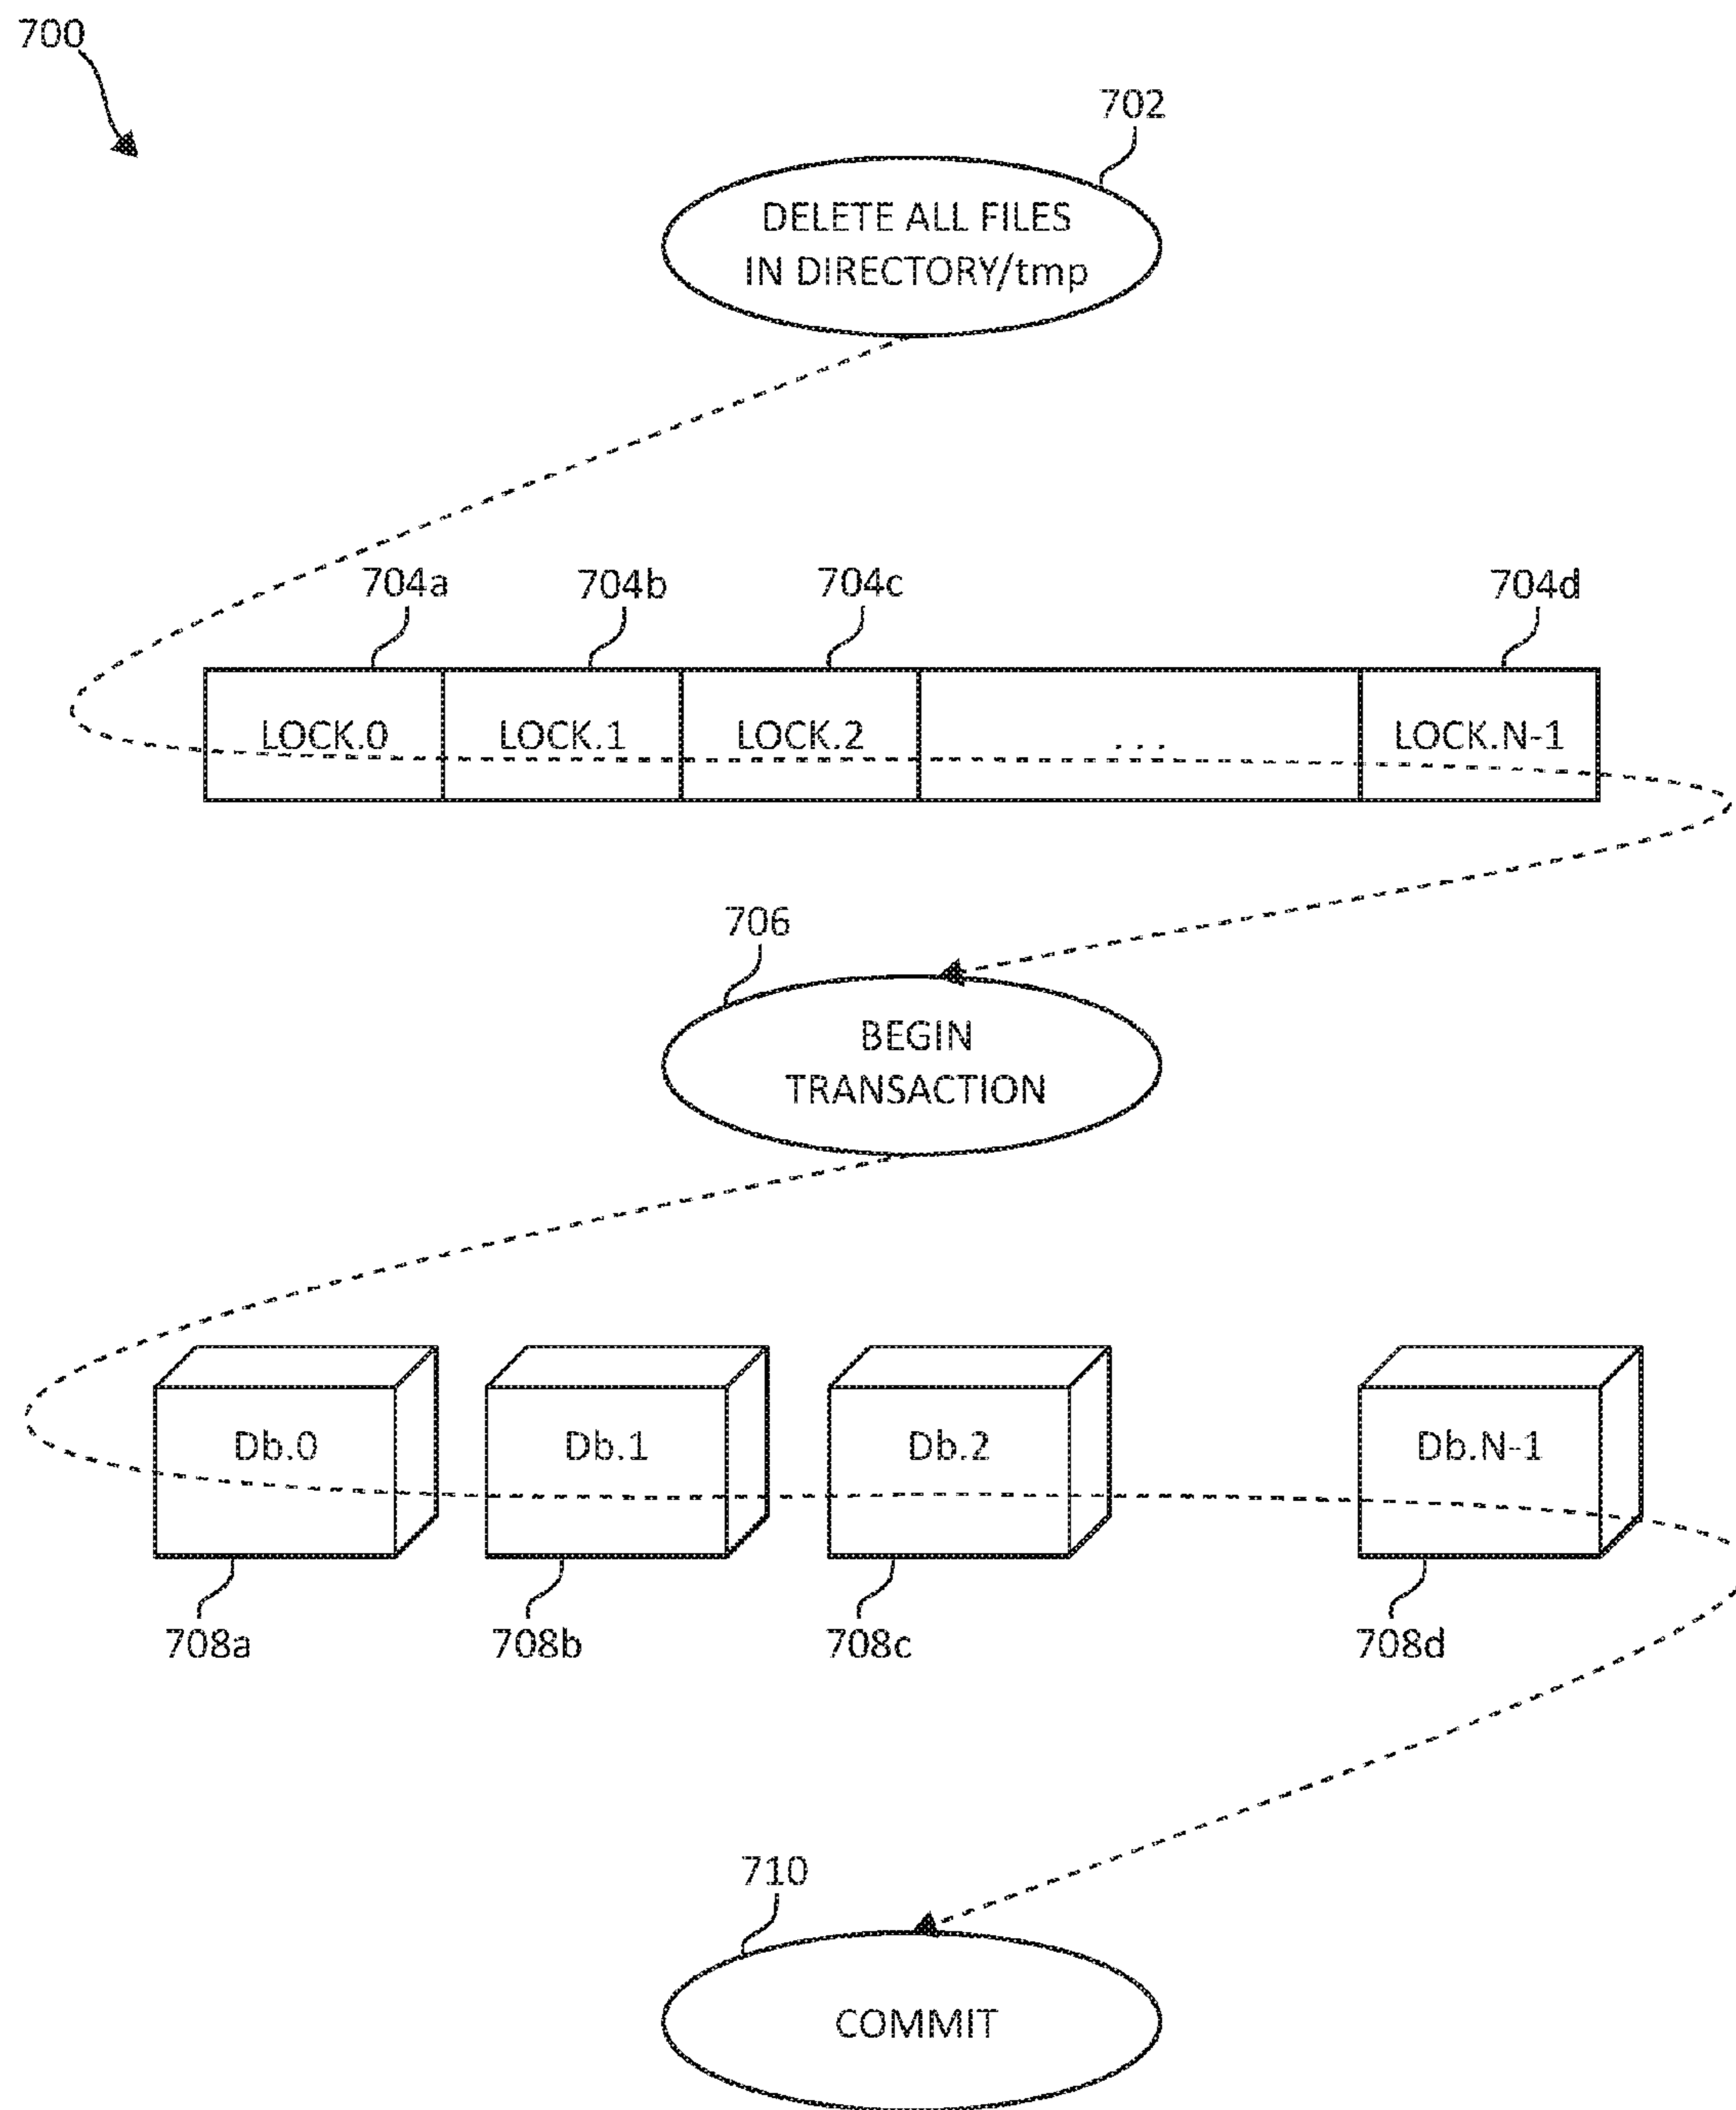 700
702
DELETE ALL FILES
IN DIRECTORY/tmp
704a 704b 704c 704d
LOCK.0 LOCK.1 LOCK.2 ... LOCK.N-1
706
BEGIN
TRANSACTION
Db.0 Db.1 Db.2 Db.N-1
708a 708b 708c 708d
710
COMMIT